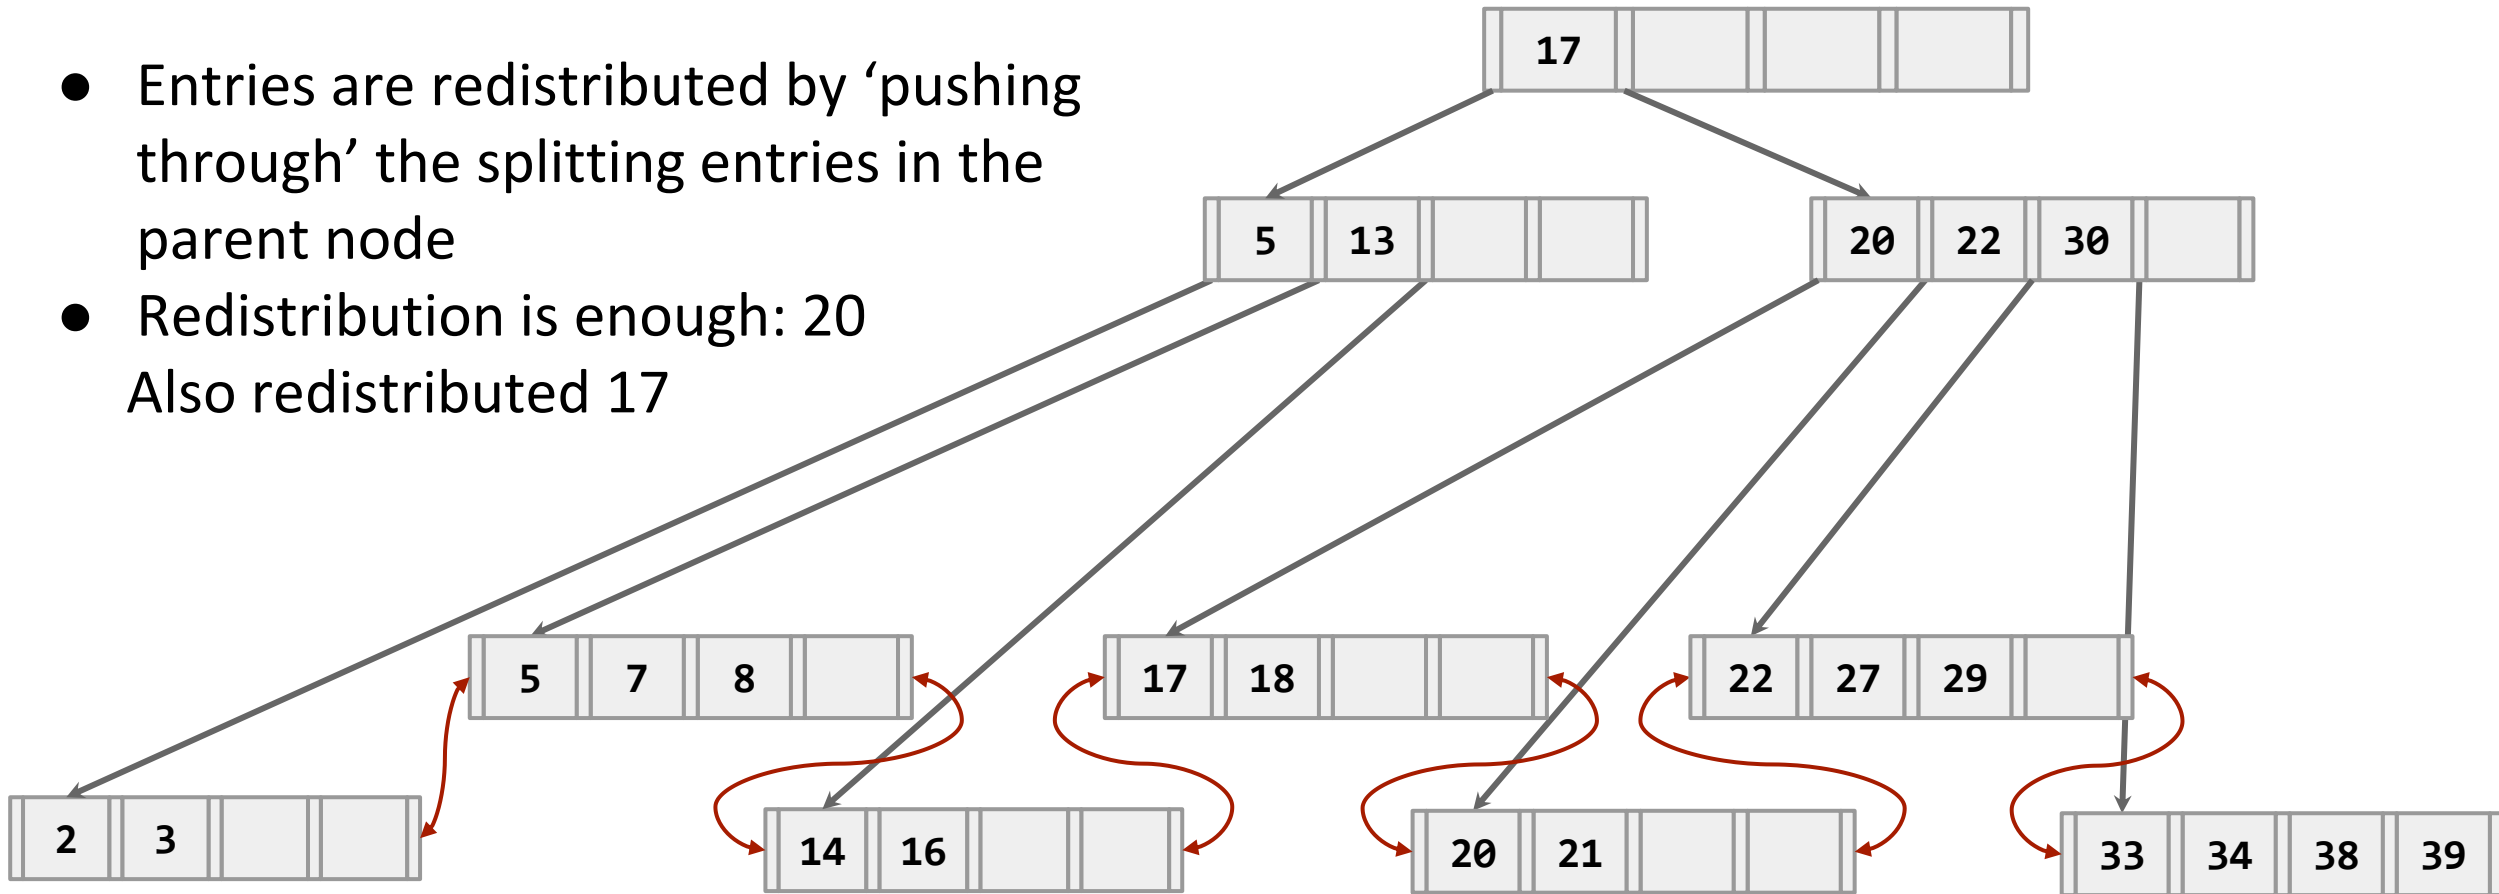 ● Entries are redistributed by ‘pushing
through’ the splitting entries in the
parent node
● Redistribution is enough: 20
Also redistributed 17
17
5 13
20 22 30
5 7 8
17 18
22 27 29
2 3
14 16
20 21
33 34 38 39